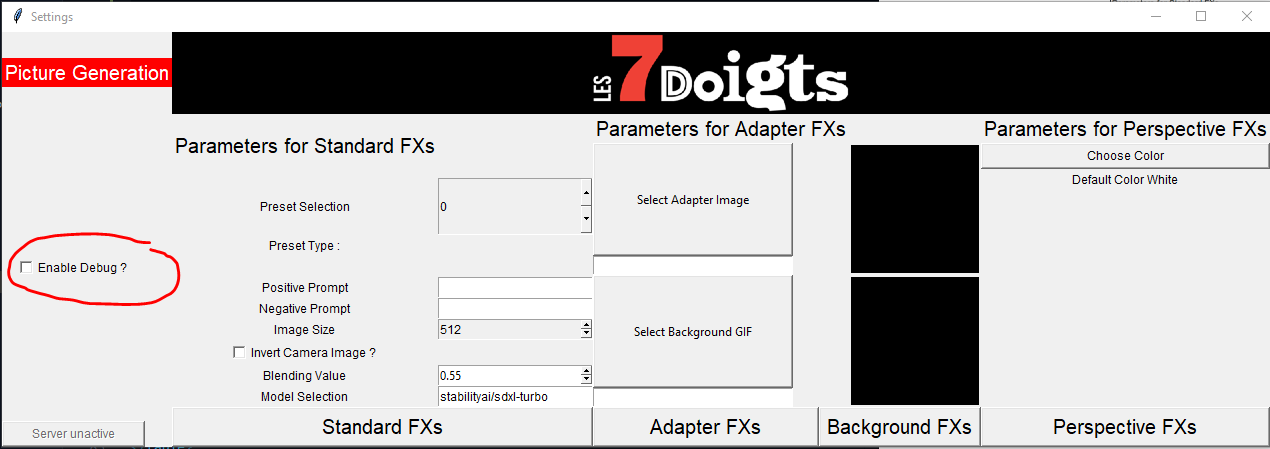 Settings
Picture Generation
LES 7 Doigts
Parameters for Standard FXs
Parameters for Adapter FXs
Parameters for Perspective FXs
Choose Color
Default Color White
Preset Selection 0
Select Adapter Image
Preset Type :
Enable Debug ?
Positive Prompt
Negative Prompt
Image Size 512
Select Background GIF
Invert Camera Image ?
Blending Value 0.55
Model Selection stabilityai/sdxl-turbo
Server unactive
Standard FXs
Adapter FXs
Background FXs
Perspective FXs